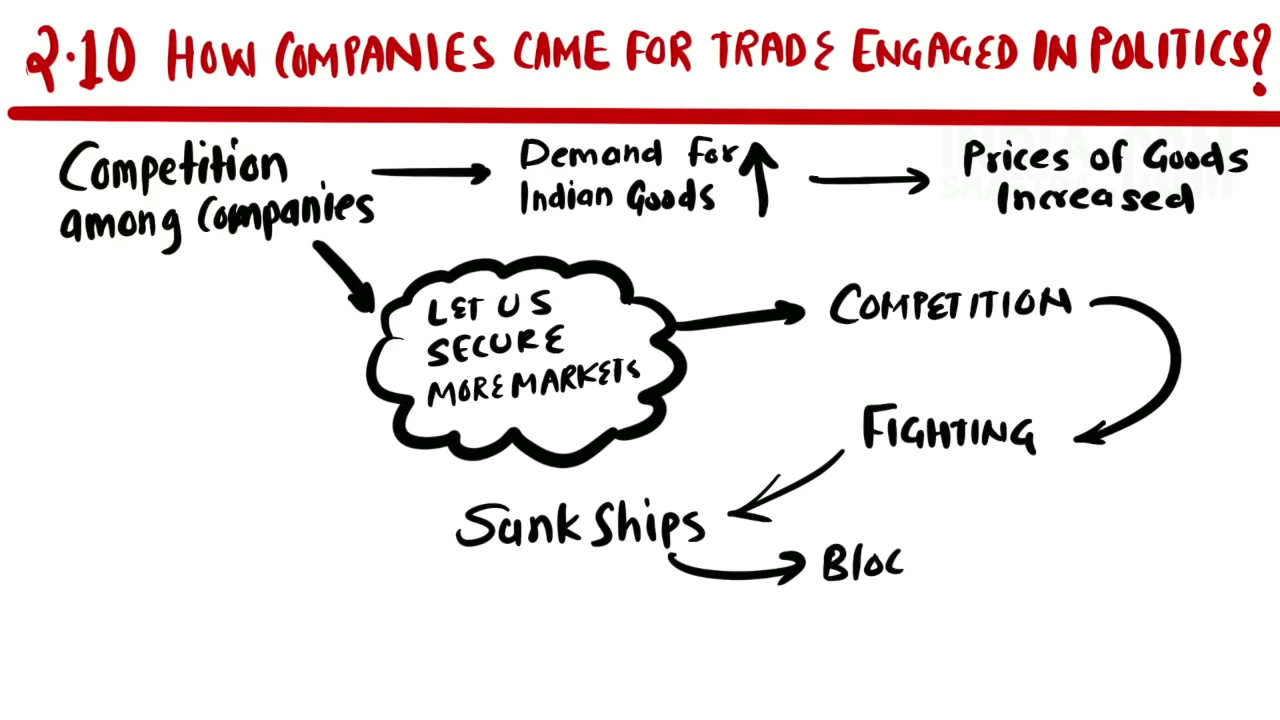 2.10 HOW COMPANIES CAME FOR TRADE ENGAGED IN POLITICS?
Competition
among Companies
Demand For
Indian Goods
Prices of Goods
Increased
LET US
SECURE
MORE MARKETS
COMPETITION
FIGHTING
Sank Ships
Bloc